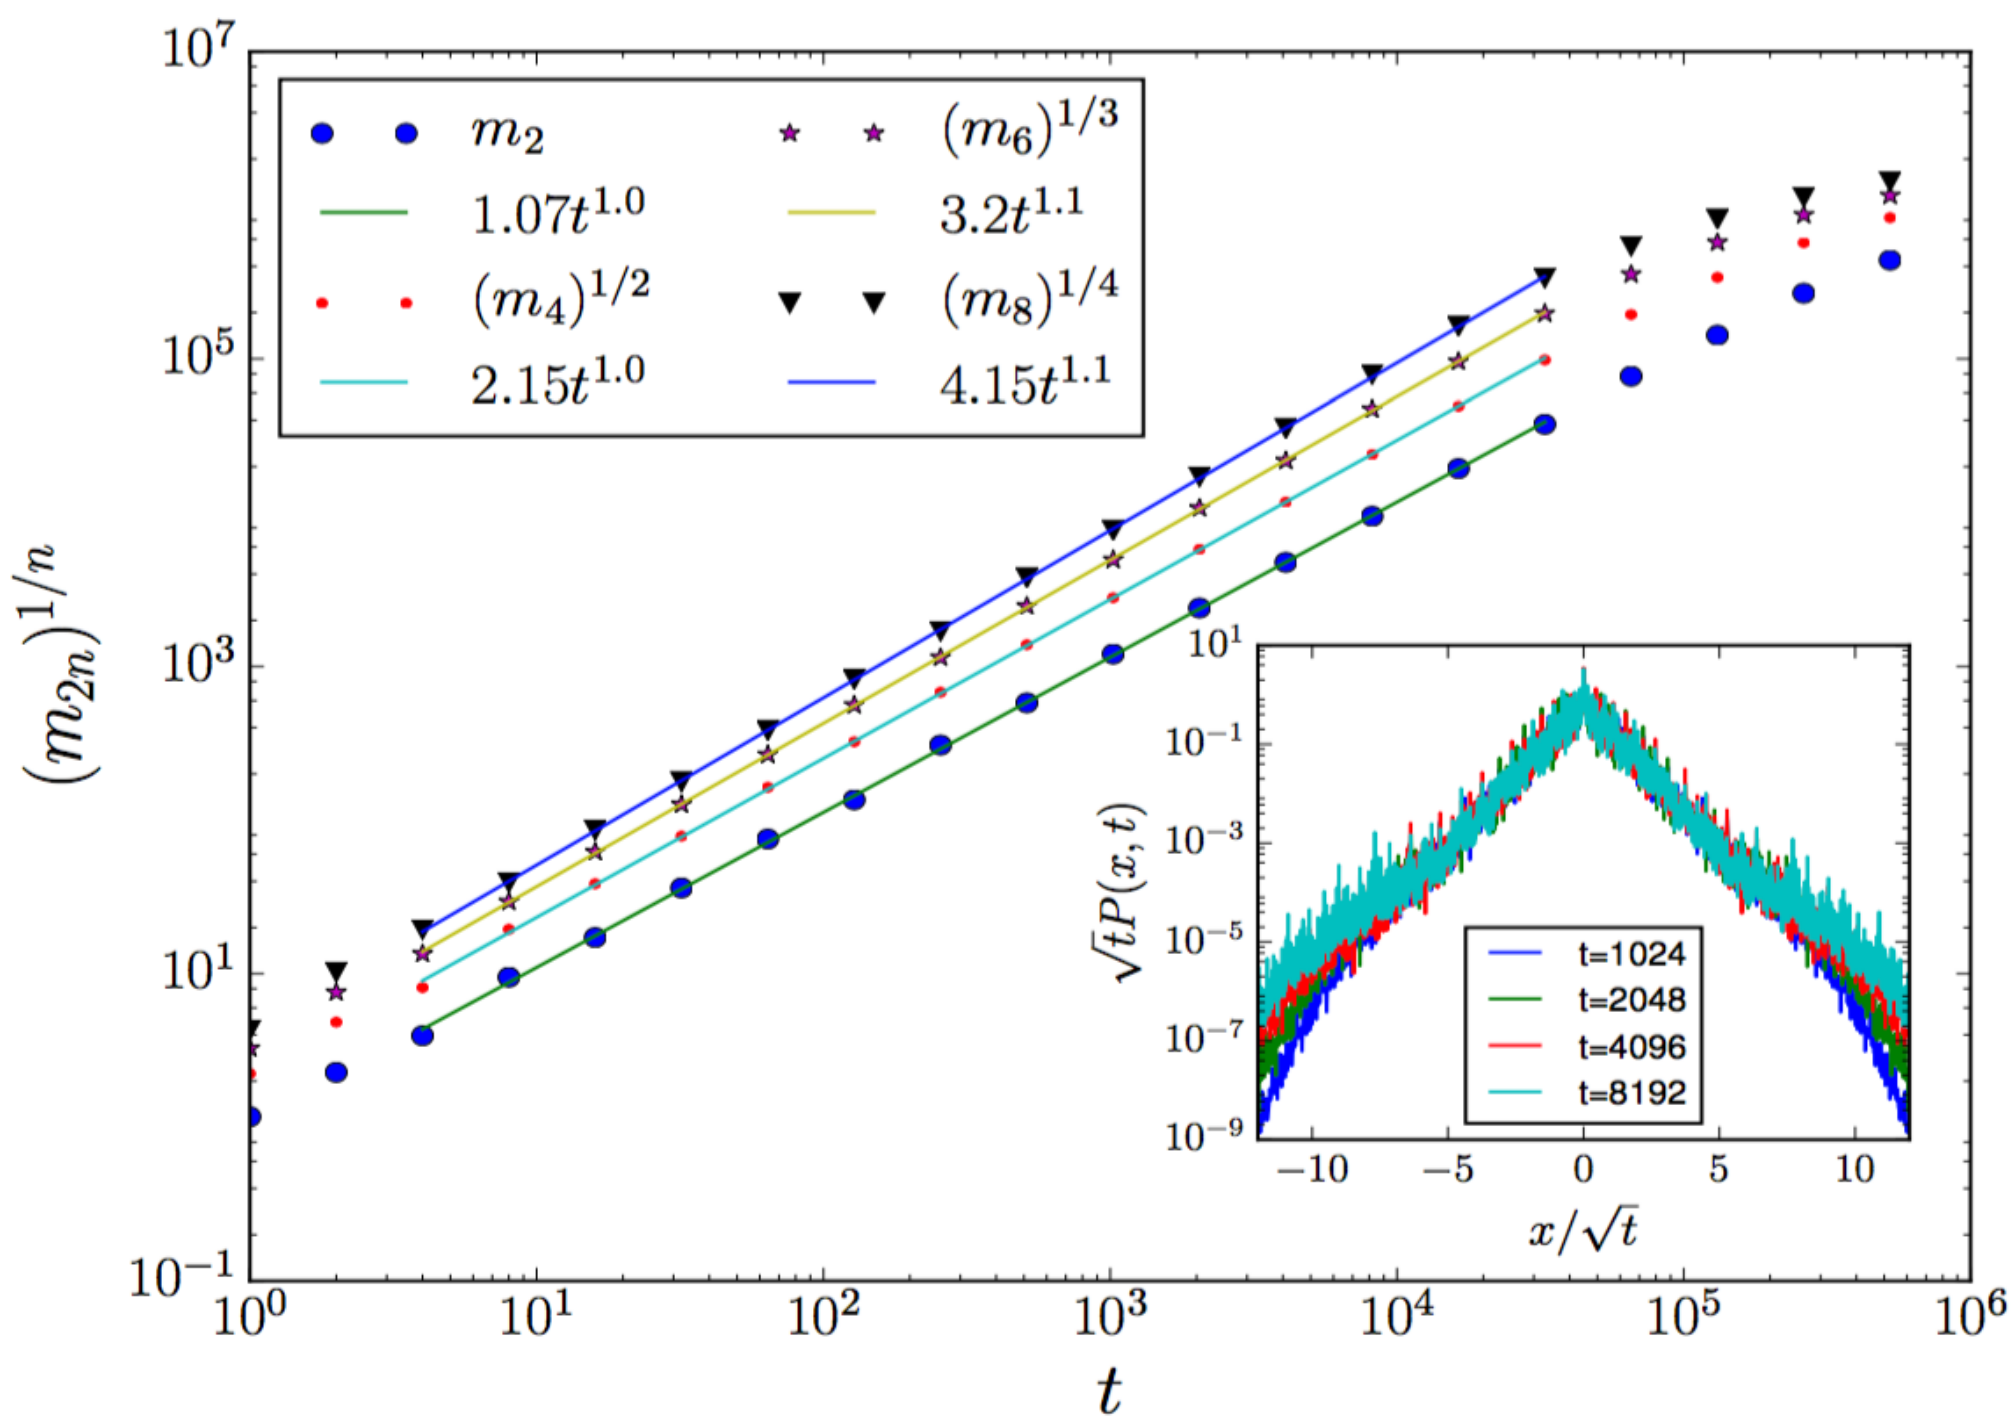 10^7
10^5
10^3
10^1
10^{-1}
(m_{2n})^{1/n}
m_2
1.07t^{1.0}
(m_4)^{1/2}
2.15t^{1.0}
(m_6)^{1/3}
3.2t^{1.1}
(m_8)^{1/4}
4.15t^{1.1}
10^0 10^1 10^2 10^3 10^4 10^5 10^6
t
10^1
10^{-1}
10^{-3}
10^{-5}
10^{-7}
10^{-9}
√tP(x, t)
t=1024
t=2048
t=4096
t=8192
−10 −5 0 5 10
x/√t